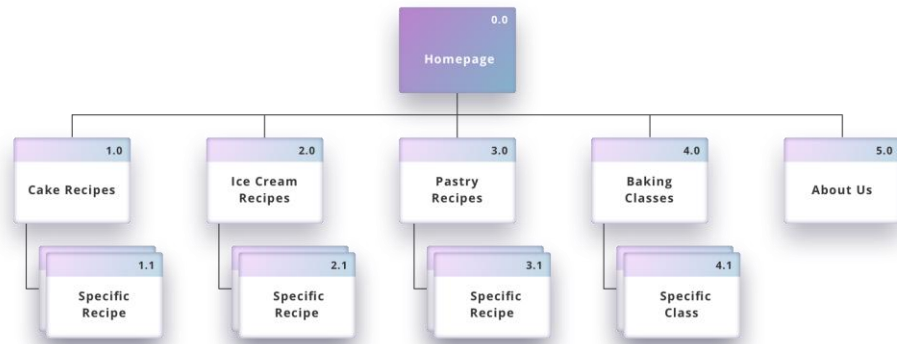 0.0
Homepage
1.0
Cake Recipes
2.0
Ice Cream
Recipes
3.0
Pastry
Recipes
4.0
Baking
Classes
5.0
About Us
1.1
Specific
Recipe
2.1
Specific
Recipe
3.1
Specific
Recipe
4.1
Specific
Class